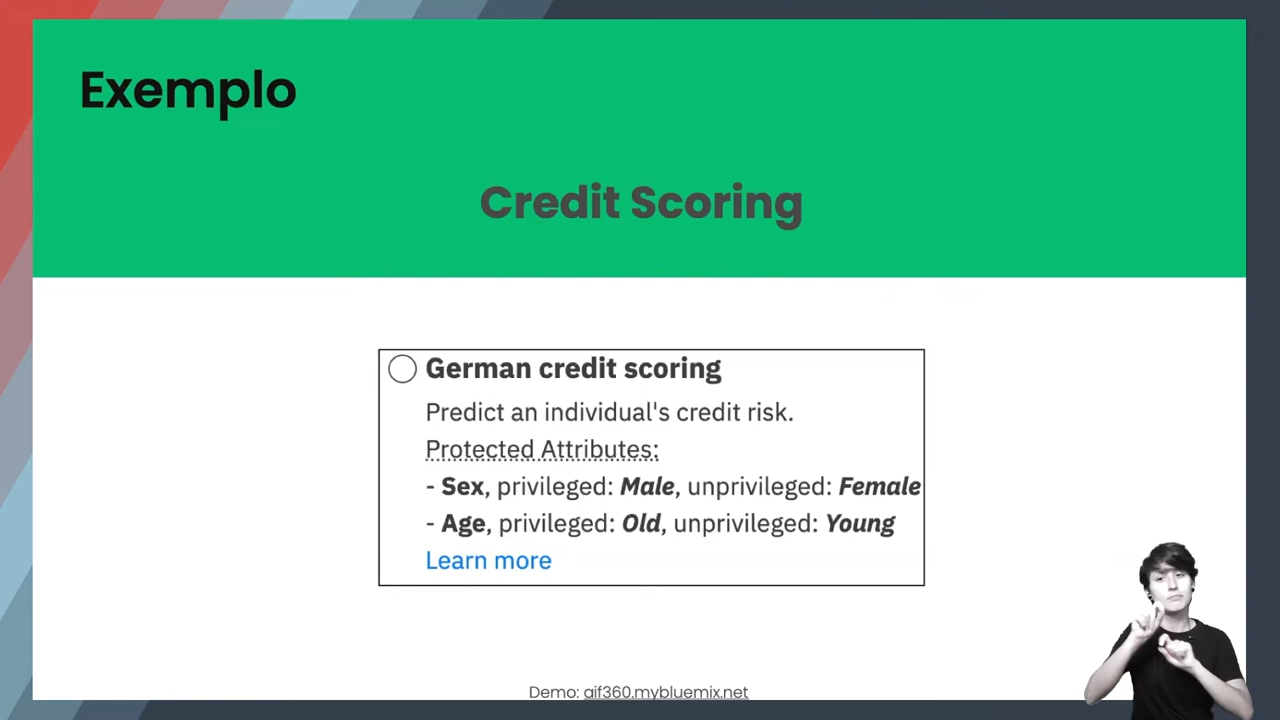 Exemplo
Credit Scoring
German credit scoring
Predict an individual's credit risk.
Protected Attributes:
- Sex, privileged: Male, unprivileged: Female
- Age, privileged: Old, unprivileged: Young
Learn more
Demo: aif360.mybluemix.net